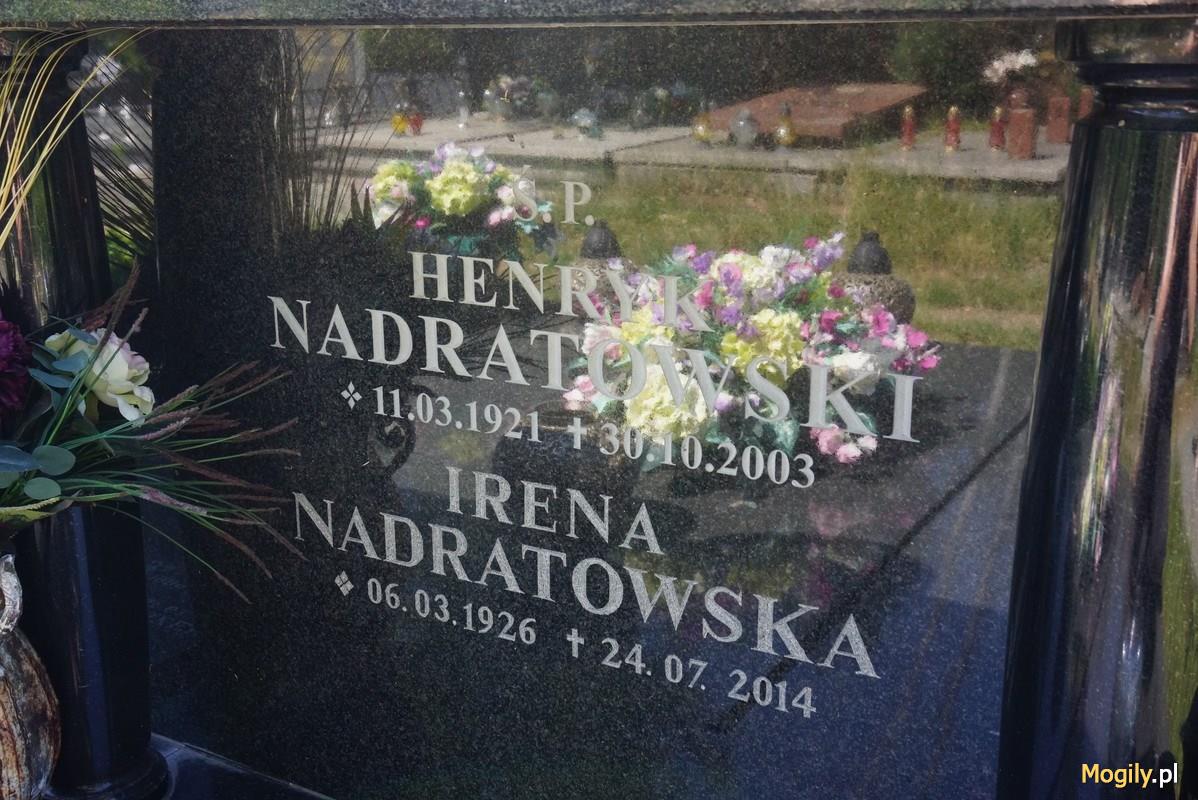 Ś.P.
HENRYK
NADRATOWSKI
❖ 11.03.1921 ✝ 30.10.2003
IRENA
NADRATOWSKA
❖ 06.03.1926 ✝ 24.07.2014
Mogily.pl